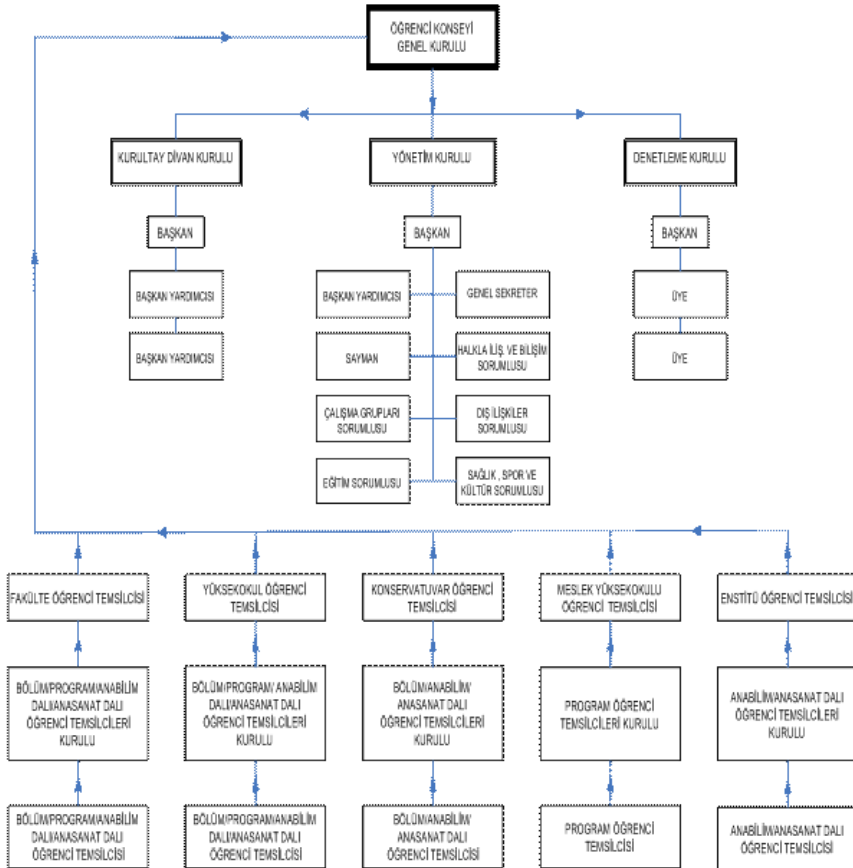 ÖĞRENCİ KONSEYİ
GENEL KURULU
KURULTAY DİVAN KURULU
YÖNETİM KURULU
DENETLEME KURULU
BAŞKAN
BAŞKAN
BAŞKAN
BAŞKAN YARDIMCISI
BAŞKAN YARDIMCISI
GENEL SEKRETER
ÜYE
BAŞKAN YARDIMCISI
SAYMAN
HALKLA İLİŞ. VE BİLİŞİM
SORUMLUSU
ÜYE
ÇALIŞMA GRUPLARI
SORUMLUSU
DIŞ İLİŞKİLER
SORUMLUSU
EĞİTİM SORUMLUSU
SAĞLIK , SPOR VE
KÜLTÜR SORUMLUSU
FAKÜLTE ÖĞRENCİ TEMSİLCİSİ
YÜKSEKOKUL ÖĞRENCİ
TEMSİLCİSİ
KONSERVATUVAR ÖĞRENCİ
TEMSİLCİSİ
MESLEK YÜKSEKOKULU
ÖĞRENCİ TEMSİLCİSİ
ENSTİTÜ ÖĞRENCİ TEMSİLCİSİ
BÖLÜM/PROGRAM/ANABİLİM
DALI/ANASANAT DALI
ÖĞRENCİ TEMSİLCİLERİ
KURULU
BÖLÜM/PROGRAM/ ANABİLİM
DALI/ANASANAT DALI
ÖĞRENCİ TEMSİLCİLERİ
KURULU
BÖLÜM/ANABİLİM/
ANASANAT DALI
ÖĞRENCİ TEMSİLCİLERİ
KURULU
PROGRAM ÖĞRENCİ
TEMSİLCİLERİ KURULU
ANABİLİM/ANASANAT DALI
ÖĞRENCİ TEMSİLCİLERİ
KURULU
BÖLÜM/PROGRAM/ANABİLİM
DALI/ANASANAT DALI
ÖĞRENCİ TEMSİLCİSİ
BÖLÜM/PROGRAM/ANABİLİM
DALI/ANASANAT DALI
ÖĞRENCİ TEMSİLCİSİ
BÖLÜM/ANABİLİM/
ANASANAT DALI
ÖĞRENCİ TEMSİLCİSİ
PROGRAM ÖĞRENCİ
TEMSİLCİSİ
ANABİLİM/ANASANAT DALI
ÖĞRENCİ TEMSİLCİSİ